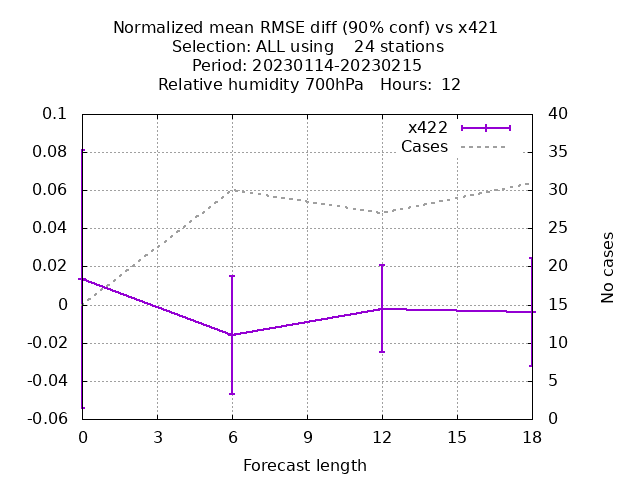 Normalized mean RMSE diff (90% conf) vs x421
Selection: ALL using    24 stations
Period: 20230114-20230215
Relative humidity 700hPa   Hours:  12
x422
Cases
0.1
0.08
0.06
0.04
0.02
0
-0.02
-0.04
-0.06
40
35
30
25
20
15
10
5
0
No cases
0 3 6 9 12 15 18
Forecast length